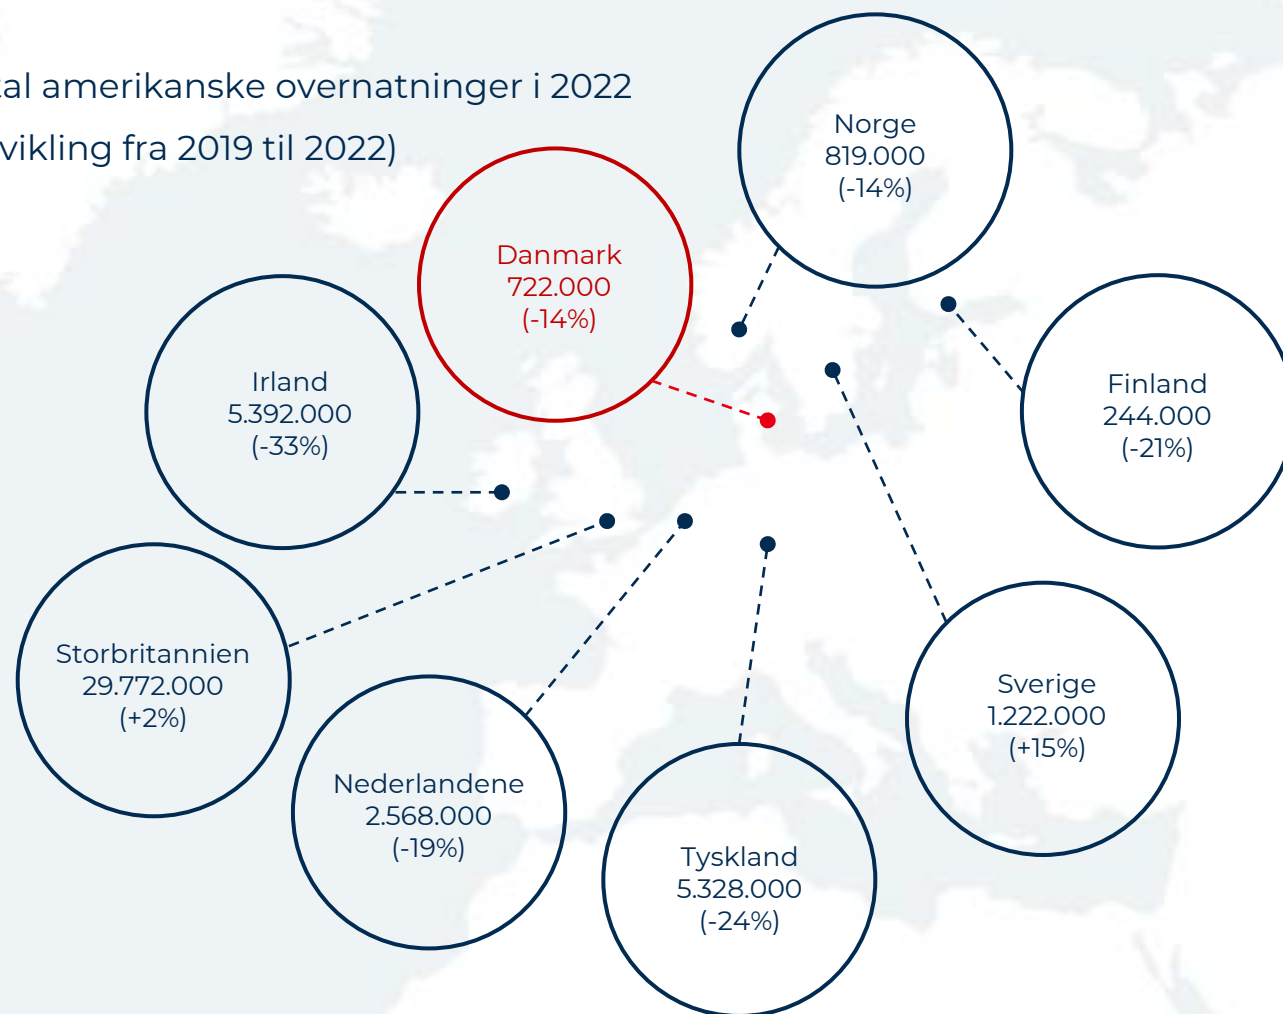 amerikanske overnatninger i 2022
fra 2019 til 2022)
Norge
819.000
(-14%)
Danmark
722.000
(-14%)
Irland
5.392.000
(-33%)
Finland
244.000
(-21%)
Storbritannien
29.772.000
(+2%)
Sverige
1.222.000
(+15%)
Nederlandene
2.568.000
(-19%)
Tyskland
5.328.000
(-24%)